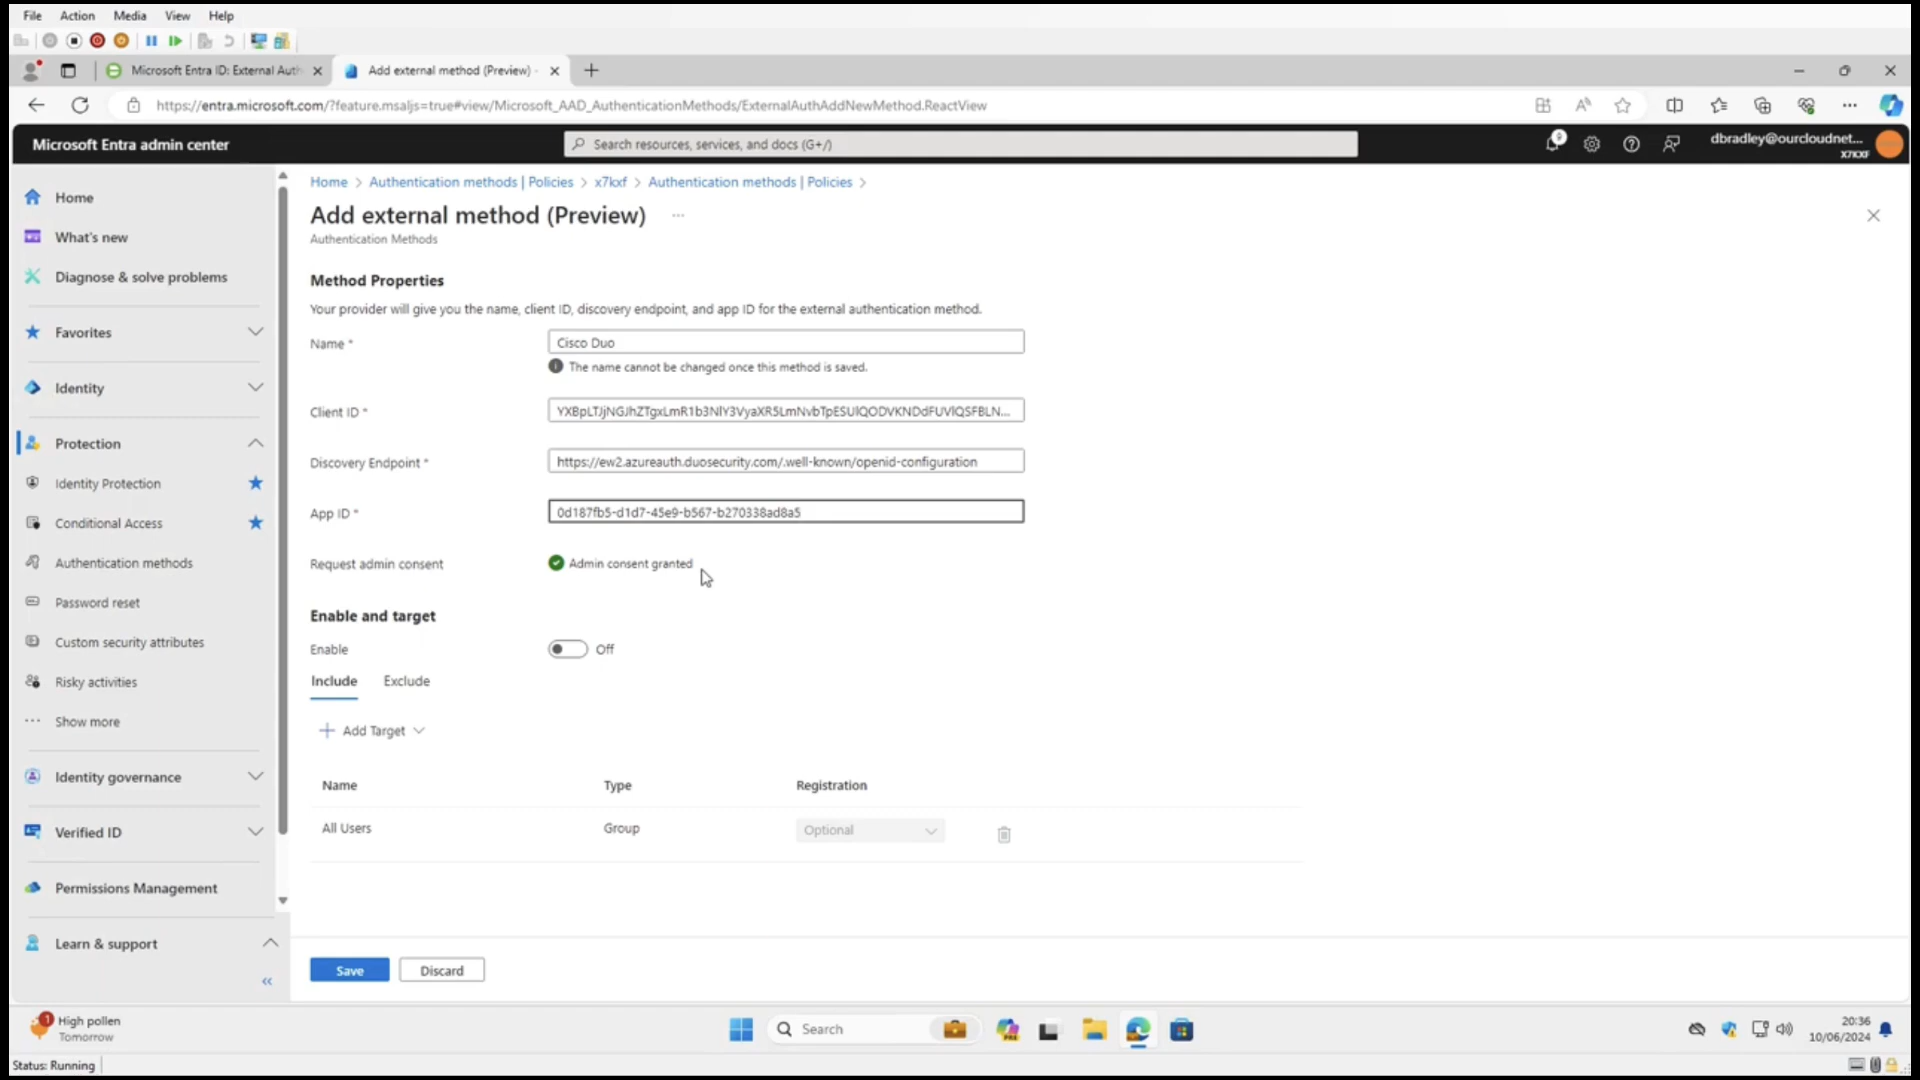 File Action Media View Help
Microsoft Entra ID: External Auth
Add external method (Preview) -
https://entra.microsoft.com/?feature.msaljs=true#view/Microsoft_AAD_AuthenticationMethods/ExternalAuthAddNewMethod.ReactView
Microsoft Entra admin center
Search resources, services, and docs (G+/)
dbradley@ourcloudnet...
X7KXF
Home
What's new
Diagnose & solve problems
Favorites
Identity
Protection
Identity Protection
Conditional Access
Authentication methods
Password reset
Custom security attributes
Risky activities
Show more
Identity governance
Verified ID
Permissions Management
Learn & support
Home > Authentication methods | Policies > x7kxf > Authentication methods | Policies >
Add external method (Preview) ...
Authentication Methods
Method Properties
Your provider will give you the name, client ID, discovery endpoint, and app ID for the external authentication method.
Name *
Cisco Duo
The name cannot be changed once this method is saved.
Client ID *
Discovery Endpoint *
https://ew2.azureauth.duosecurity.com/.well-known/openid-configuration
App ID *
0d187fb5-d1d7-45e9-b567-b270338ad8a5
Request admin consent
Admin consent granted
Enable and target
Enable
Off
Include Exclude
Add Target
Name Type Registration
All Users Group Optional
Save Discard
1
High pollen
Tomorrow
Search
20:36
10/06/2024
Status: Running